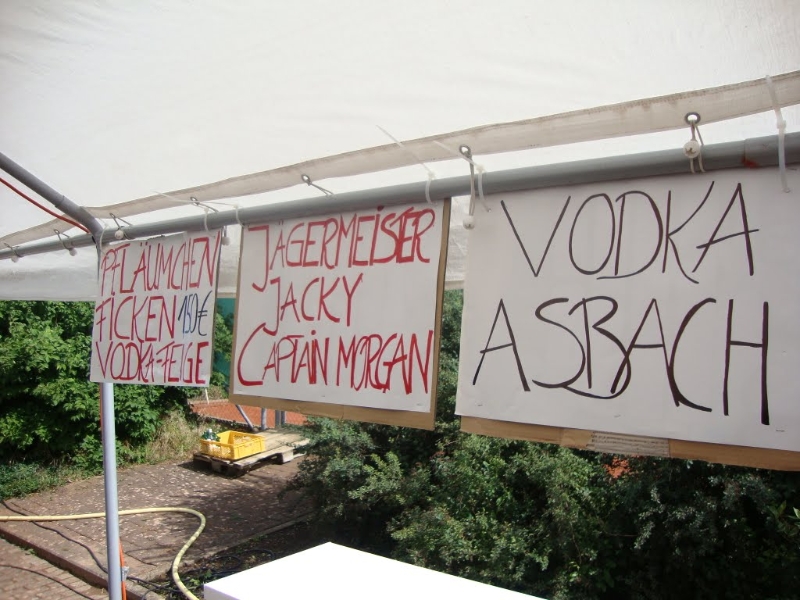 PFLÄUMCHEN
FICKEN 1,50€
VODKA-FEIGE
JÄGERMEISTER
JACKY
CAPTAIN MORGAN
VODKA
ASBACH